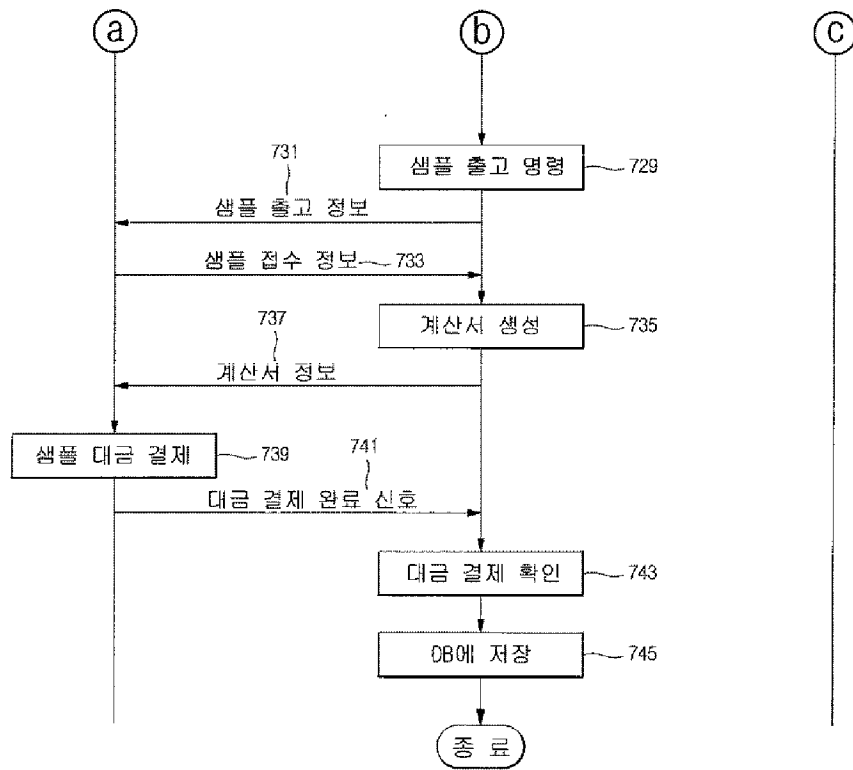 a b c
샘플 출고 명령 729
731
샘플 출고 정보
샘플 접수 정보 733
계산서 생성 735
737
계산서 정보
샘플 대금 결제 739
741
대금 결제 완료 신호
대금 결제 확인 743
DB에 저장 745
종 료